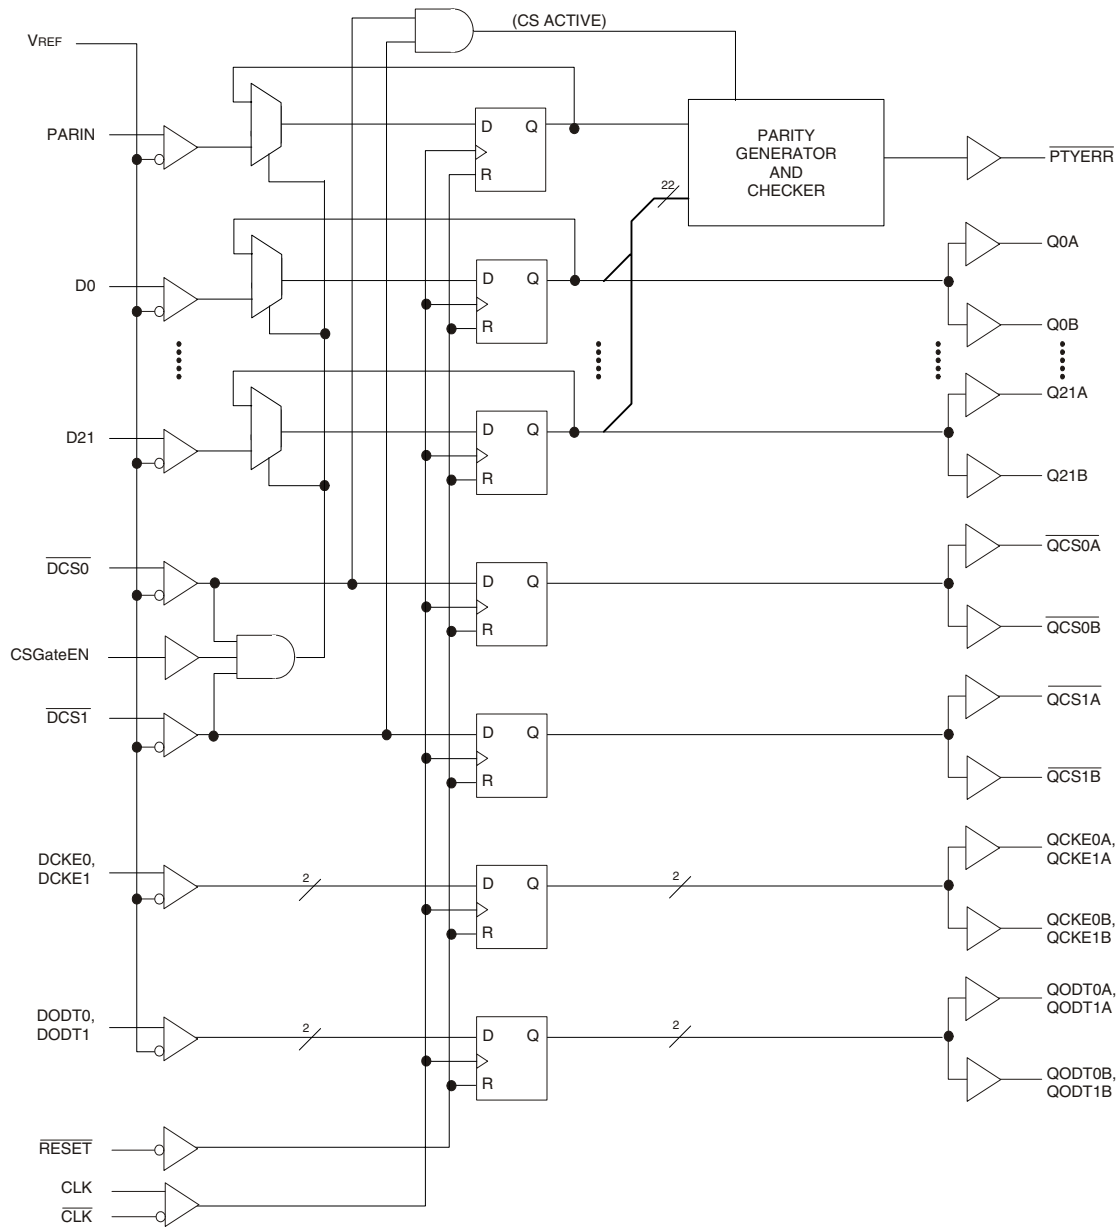 (CS ACTIVE)
VREF
PARIN
D Q
R
PARITY
GENERATOR
AND
CHECKER
PTYERR
22
Q0A
D0
D Q
R
Q0B
Q21A
D21
D Q
R
Q21B
DCS0
D Q
R
QCS0A
QCS0B
CSGateEN
DCS1
D Q
R
QCS1A
QCS1B
DCKE0,
DCKE1
2
D Q
R
2
QCKE0A,
QCKE1A
QCKE0B,
QCKE1B
DODT0,
DODT1
2
D Q
R
2
QODT0A,
QODT1A
QODT0B,
QODT1B
RESET
CLK
CLK